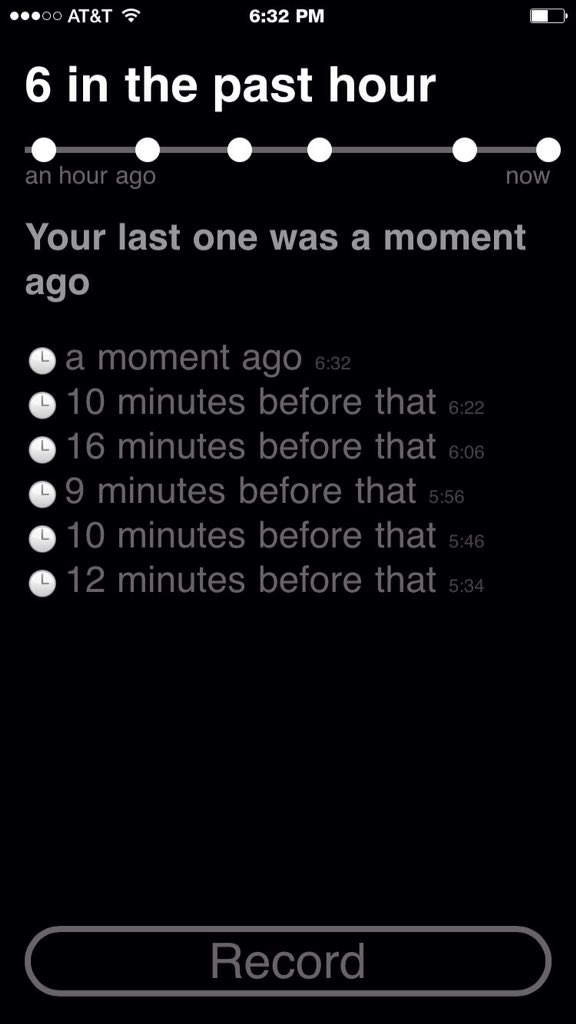 AT&T 6:32 PM
6 in the past hour
an hour ago now
Your last one was a moment
ago
a moment ago 6:32
10 minutes before that 6:22
16 minutes before that 6:06
9 minutes before that 5:56
10 minutes before that 5:46
12 minutes before that 5:34
Record